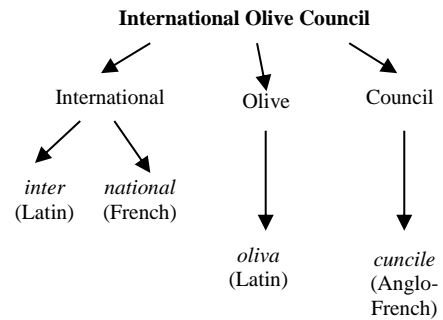 International Olive Council
International
Olive
Council
inter
(Latin)
national
(French)
oliva
(Latin)
cuncile
(Anglo-
French)